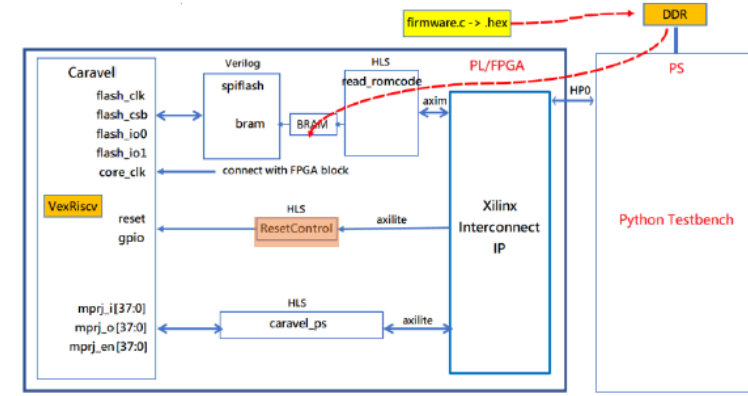 firmware.c -> .hex
DDR
PL/FPGA
PS
Caravel
flash_clk
flash_csb
flash_io0
flash_io1
core_clk
Verilog
spiflash
bram
BRAM
HLS
read_romcode
axim
HP0
connect with FPGA block
VexRiscv
reset
gpio
HLS
ResetControl
axilite
Xilinx
Interconnect
IP
Python Testbench
mprj_i[37:0]
mprj_o[37:0]
mprj_en[37:0]
HLS
caravel_ps
axilite